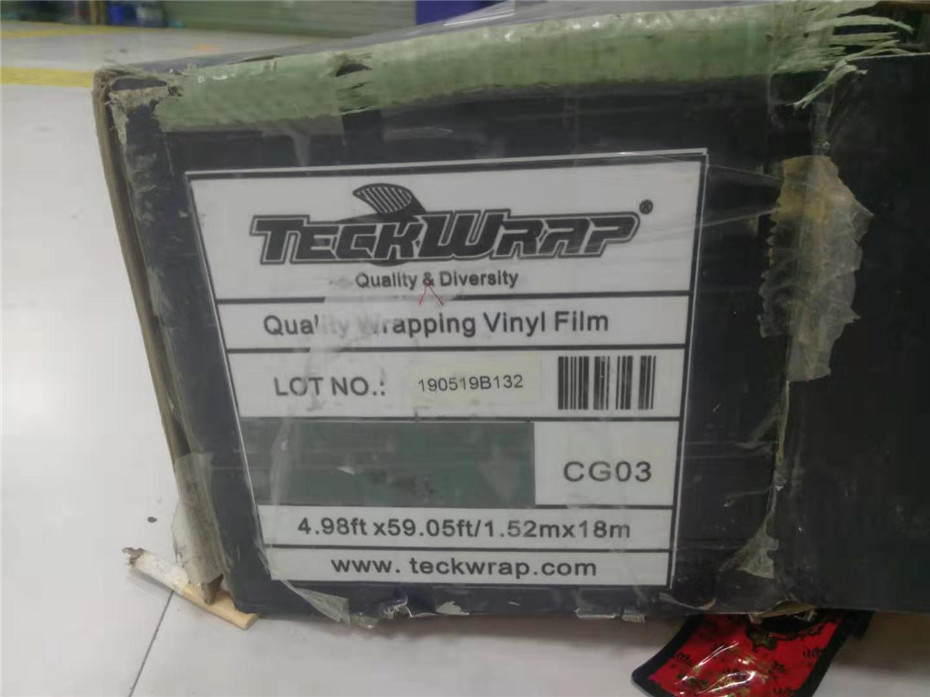 TECKWRAP®
Quality & Diversity
Quality Wrapping Vinyl Film
LOT NO.: 190519B132
CG03
4.98ft x59.05ft/1.52mx18m
www. teckwrap.com